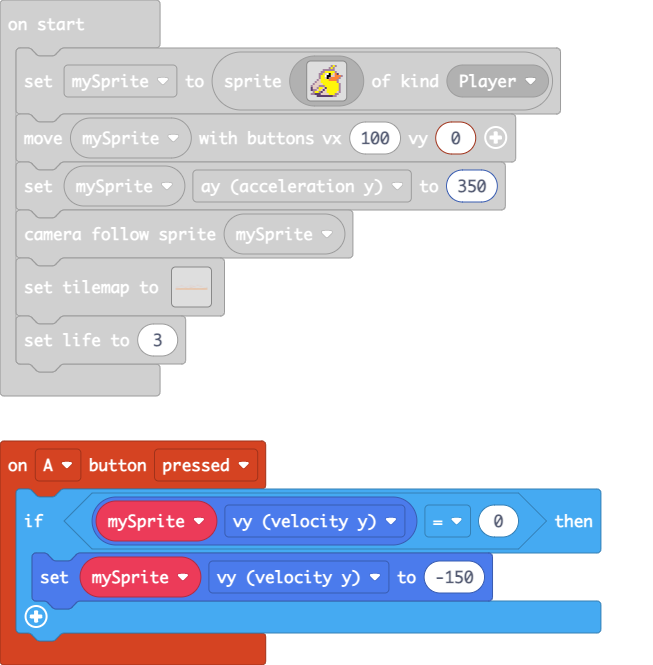 on start
set mySprite to sprite of kind Player
move mySprite with buttons vx 100 vy 0
set mySprite ay (acceleration y) to 350
camera follow sprite mySprite
set tilemap to
set life to 3
on A button pressed
if mySprite vy (velocity y) = 0 then
set mySprite vy (velocity y) to -150